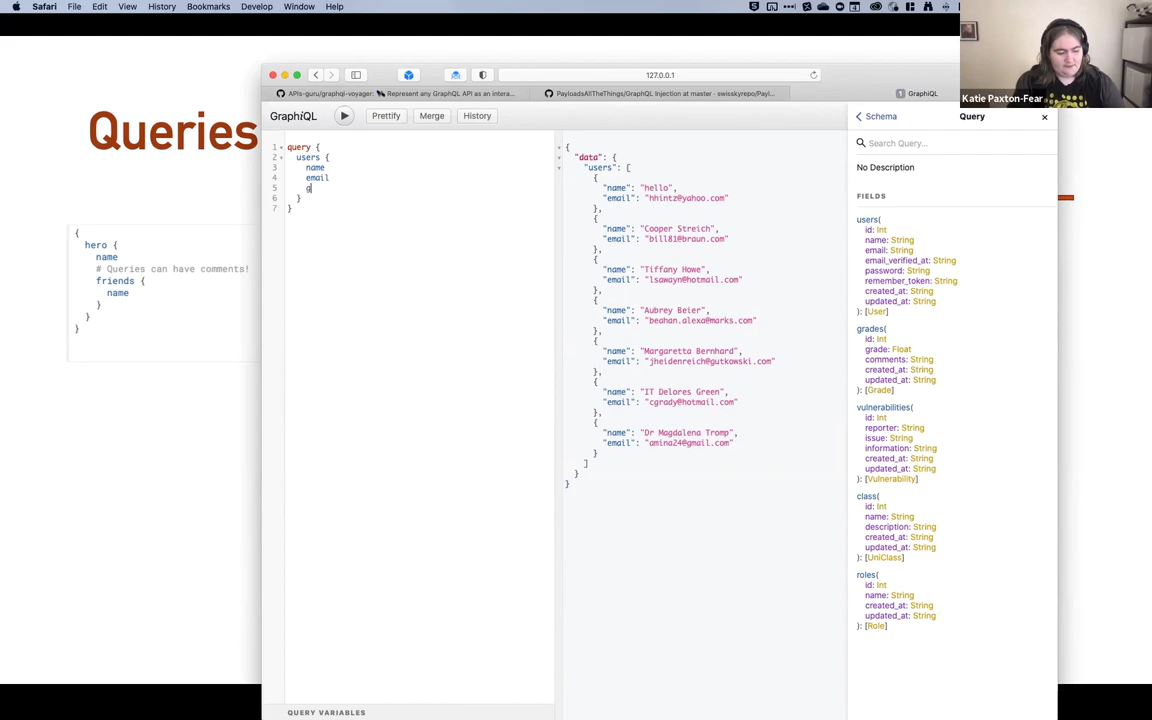 Safari File Edit View History Bookmarks Develop Window Help
Katie Paxton-Fear
Queries
{
hero {
name
# Queries can have comments!
friends {
name
}
}
}
127.0.0.1
APIs-guru/graphql-voyager: Represent any GraphQL API as an intera...
PayloadsAllTheThings/GraphQL Injection at master · swisskyrepo/Payl...
GraphiQL
GraphiQL
Prettify
Merge
History
1 query {
2 users {
3 name
4 email
5 g
6 }
7 }
QUERY VARIABLES
{
"data": {
"users": [
{
"name": "hello",
"email": "hhintz@yahoo.com"
},
{
"name": "Cooper Streich",
"email": "bill81@braun.com"
},
{
"name": "Tiffany Howe",
"email": "lsawayn@hotmail.com"
},
{
"name": "Aubrey Beier",
"email": "beahan.alexa@marks.com"
},
{
"name": "Margaretta Bernhard",
"email": "jheidenreich@gutkowski.com"
},
{
"name": "IT Delores Green",
"email": "cgrady@hotmail.com"
},
{
"name": "Dr Magdalena Tromp",
"email": "amina24@gmail.com"
}
]
}
}
Schema
Query
Search Query...
No Description
FIELDS
users(
id: Int
name: String
email: String
email_verified_at: String
password: String
remember_token: String
created_at: String
updated_at: String
): [User]
grades(
id: Int
grade: Float
comments: String
created_at: String
updated_at: String
): [Grade]
vulnerabilities(
id: Int
reporter: String
issue: String
information: String
created_at: String
updated_at: String
): [Vulnerability]
class(
id: Int
name: String
description: String
created_at: String
updated_at: String
): [UniClass]
roles(
id: Int
name: String
created_at: String
updated_at: String
): [Role]